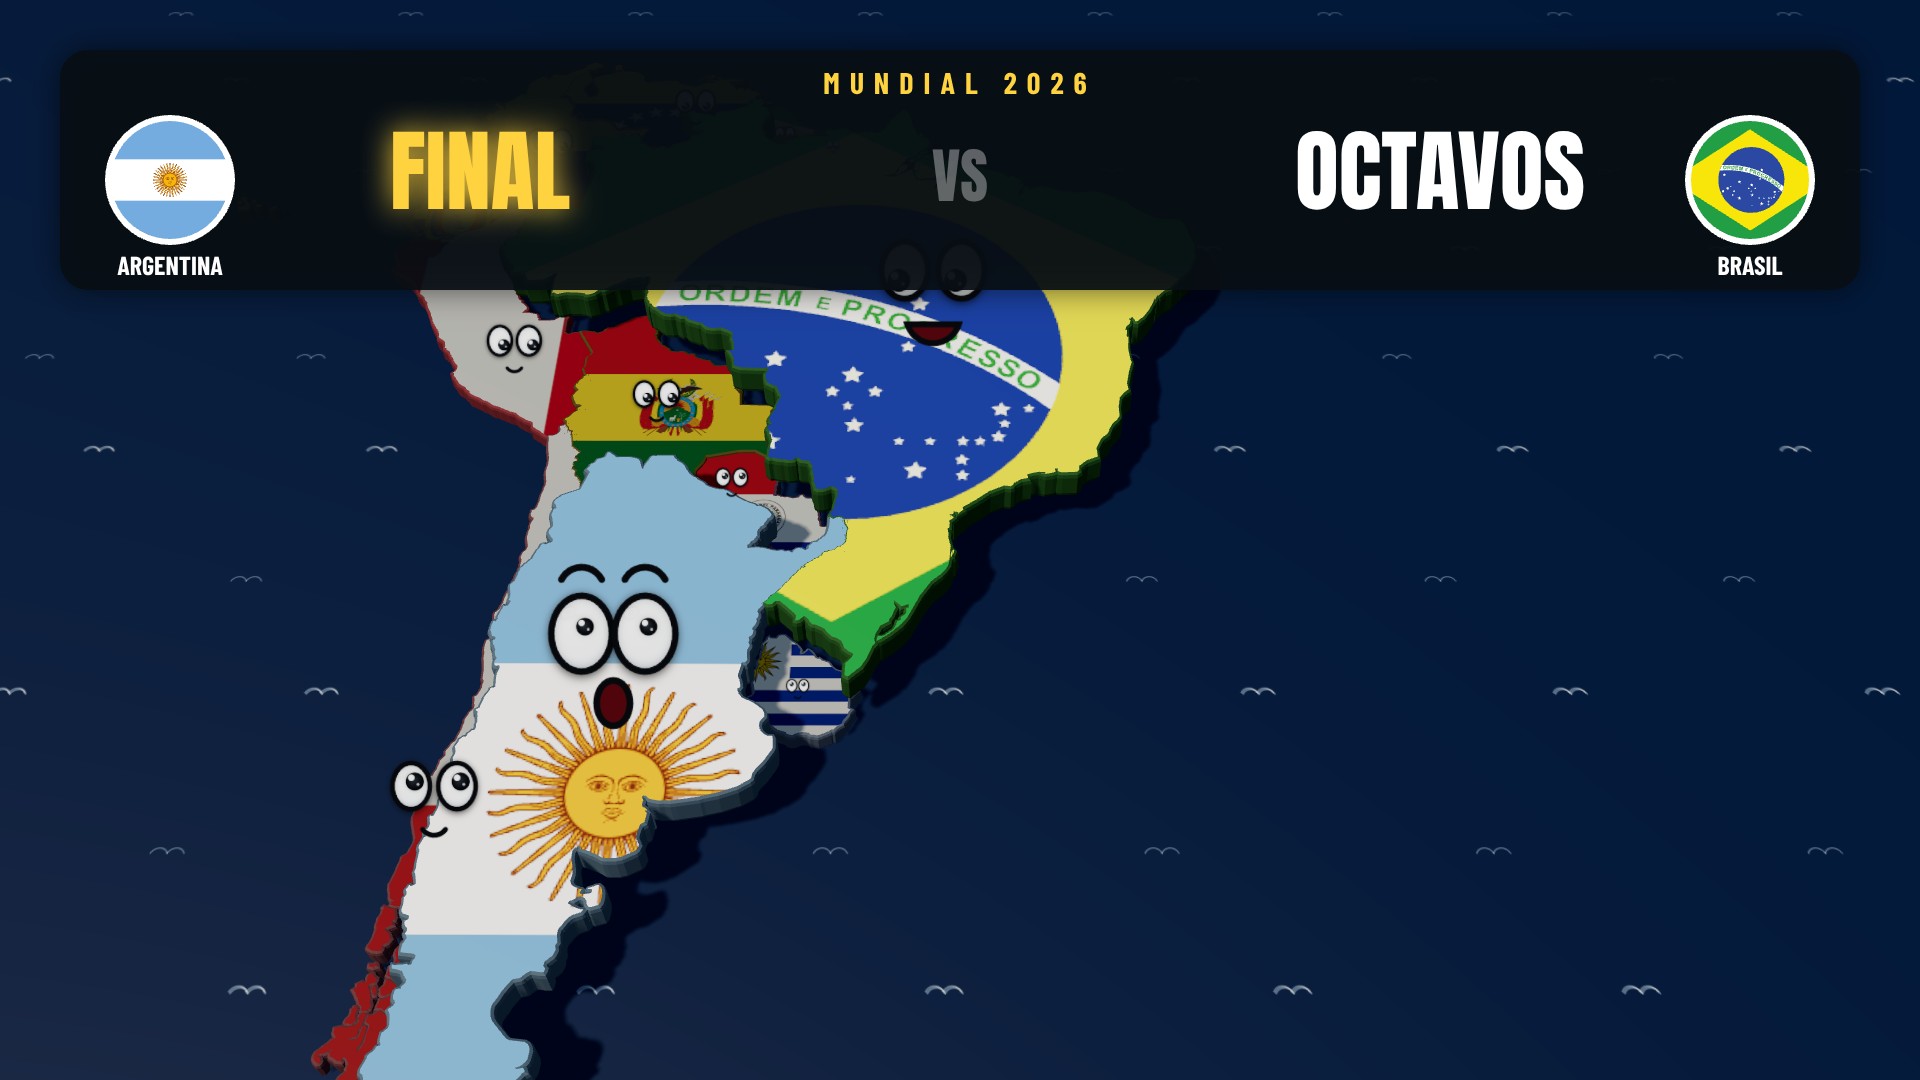 MUNDIAL 2026
FINAL
VS
OCTAVOS
ARGENTINA
BRASIL
ORDEM E PROGRESSO